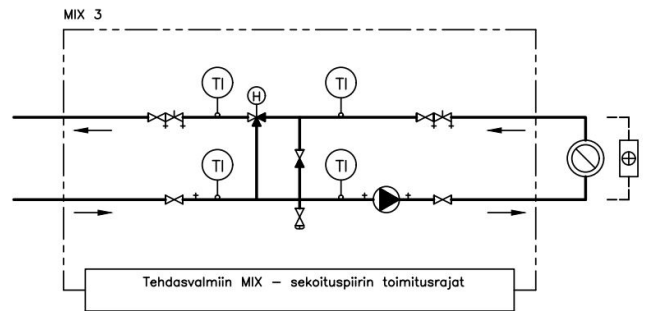 MIX 3
TI
TI
H
TI
TI
Tehdasvalmiin MIX – sekoituspiirin toimitusrajat